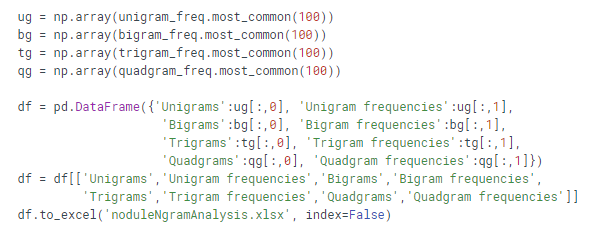 ug = np.array(unigram_freq.most_common(100))
bg = np.array(bigram_freq.most_common(100))
tg = np.array(trigram_freq.most_common(100))
qg = np.array(quadgram_freq.most_common(100))

df = pd.DataFrame({'Unigrams':ug[:,0], 'Unigram frequencies':ug[:,1],
                   'Bigrams':bg[:,0], 'Bigram frequencies':bg[:,1],
                   'Trigrams':tg[:,0], 'Trigram frequencies':tg[:,1],
                   'Quadgrams':qg[:,0], 'Quadgram frequencies':qg[:,1]})
df = df[['Unigrams','Unigram frequencies','Bigrams','Bigram frequencies',
         'Trigrams','Trigram frequencies','Quadgrams','Quadgram frequencies']]
df.to_excel('noduleNgramAnalysis.xlsx', index=False)